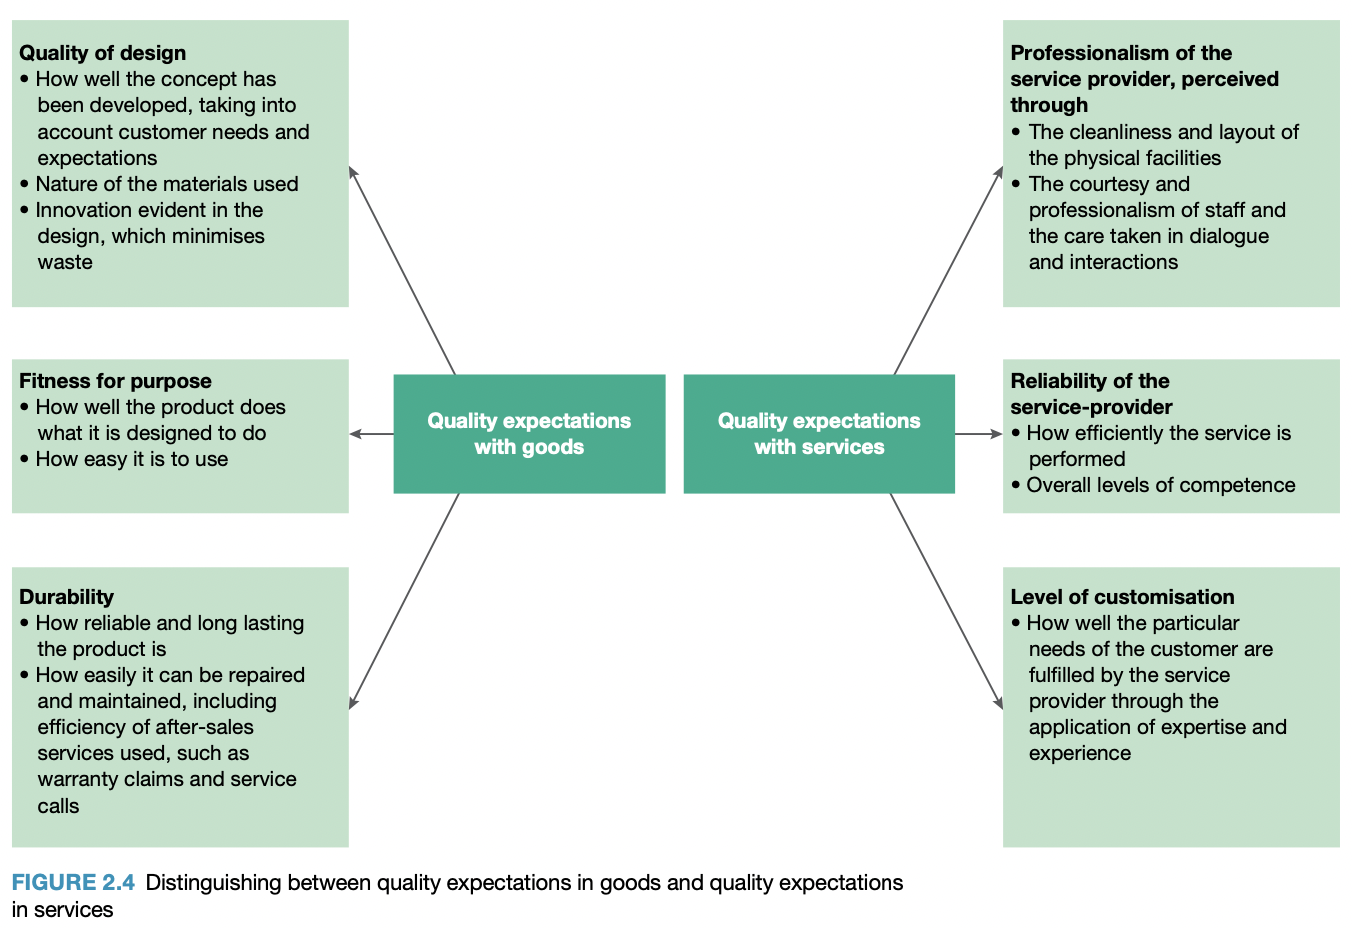 Quality of design
• How well the concept has
been developed, taking into
account customer needs and
expectations
• Nature of the materials used
• Innovation evident in the
design, which minimises
waste
Fitness for purpose
• How well the product does
what it is designed to do
• How easy it is to use
Durability
• How reliable and long lasting
the product is
• How easily it can be repaired
and maintained, including
efficiency of after-sales
services used, such as
warranty claims and service
calls
Quality expectations
with goods
Quality expectations
with services
Professionalism of the
service provider, perceived
through
• The cleanliness and layout of
the physical facilities
• The courtesy and
professionalism of staff and
the care taken in dialogue
and interactions
Reliability of the
service-provider
• How efficiently the service is
performed
• Overall levels of competence
Level of customisation
• How well the particular
needs of the customer are
fulfilled by the service
provider through the
application of expertise and
experience
FIGURE 2.4 Distinguishing between quality expectations in goods and quality expectations
in services